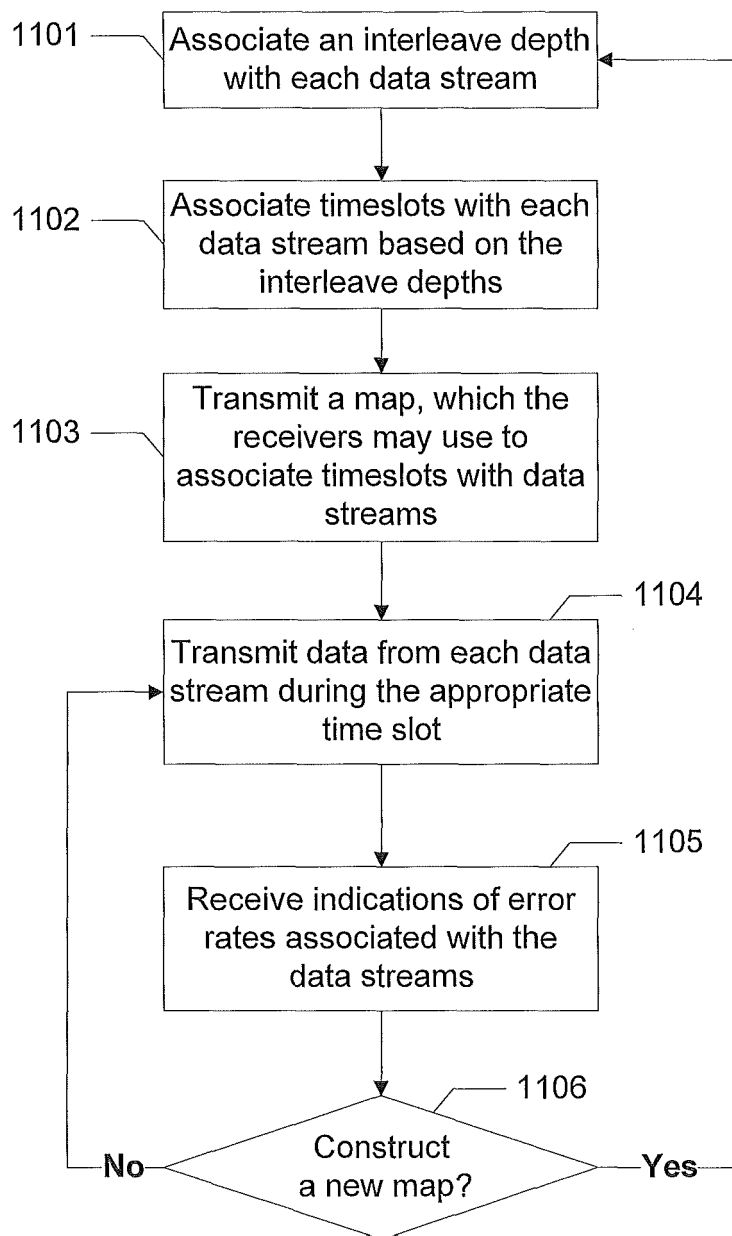 1101
Associate an interleave depth
with each data stream
1102
Associate timeslots with each
data stream based on the
interleave depths
1103
Transmit a map, which the
receivers may use to
associate timeslots with data
streams
1104
Transmit data from each data
stream during the appropriate
time slot
1105
Receive indications of error
rates associated with the
data streams
1106
Construct
a new map?
No
Yes